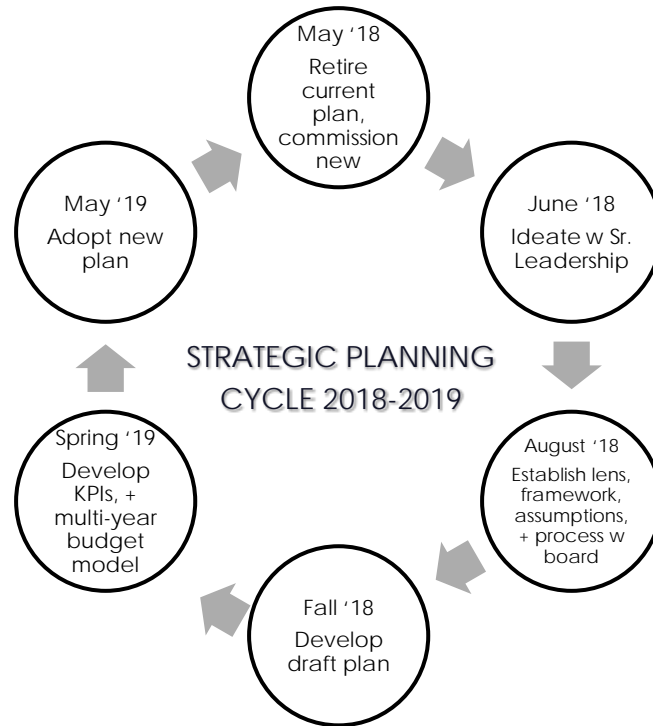 May ‘18
Retire
current
plan,
commission
new
June ‘18
Ideate w Sr.
Leadership
August ‘18
Establish lens,
framework,
assumptions,
+ process w
board
Fall ‘18
Develop
draft plan
Spring ‘19
Develop
KPIs, +
multi-year
budget
model
May ‘19
Adopt new
plan
STRATEGIC PLANNING
CYCLE 2018-2019